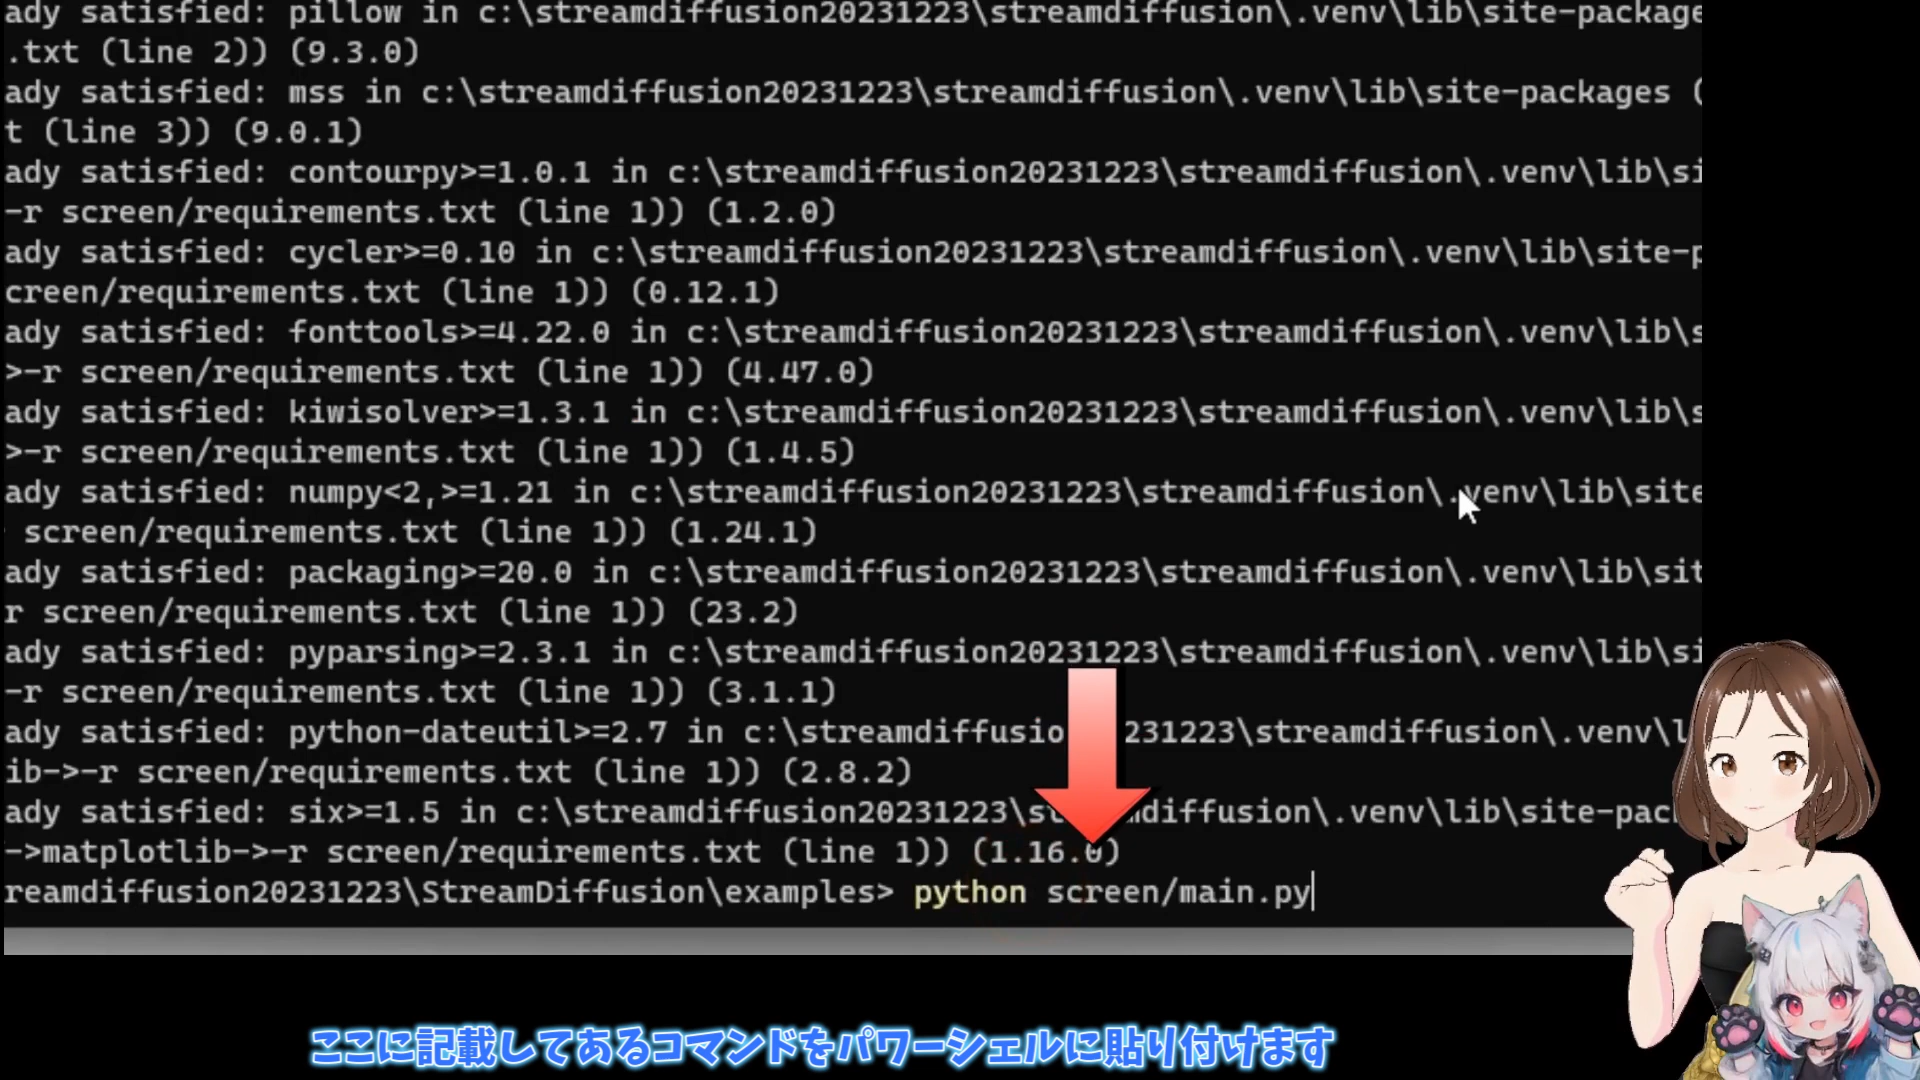 ady satisfied: pillow in c:\streamdiffusion20231223\streamdiffusion\.venv\lib\site-package
.txt (line 2)) (9.3.0)
ady satisfied: mss in c:\streamdiffusion20231223\streamdiffusion\.venv\lib\site-packages (
t (line 3)) (9.0.1)
ady satisfied: contourpy>=1.0.1 in c:\streamdiffusion20231223\streamdiffusion\.venv\lib\si
-r screen/requirements.txt (line 1)) (1.2.0)
ady satisfied: cycler>=0.10 in c:\streamdiffusion20231223\streamdiffusion\.venv\lib\site-p
creen/requirements.txt (line 1)) (0.12.1)
ady satisfied: fonttools>=4.22.0 in c:\streamdiffusion20231223\streamdiffusion\.venv\lib\s
>-r screen/requirements.txt (line 1)) (4.47.0)
ady satisfied: kiwisolver>=1.3.1 in c:\streamdiffusion20231223\streamdiffusion\.venv\lib\s
>-r screen/requirements.txt (line 1)) (1.4.5)
ady satisfied: numpy<2,>=1.21 in c:\streamdiffusion20231223\streamdiffusion\.venv\lib\site
screen/requirements.txt (line 1)) (1.24.1)
ady satisfied: packaging>=20.0 in c:\streamdiffusion20231223\streamdiffusion\.venv\lib\sit
r screen/requirements.txt (line 1)) (23.2)
ady satisfied: pyparsing>=2.3.1 in c:\streamdiffusion20231223\streamdiffusion\.venv\lib\si
-r screen/requirements.txt (line 1)) (3.1.1)
ady satisfied: python-dateutil>=2.7 in c:\streamdiffusio 231223\streamdiffusion\.venv\l
ib->-r screen/requirements.txt (line 1)) (2.8.2)
ady satisfied: six>=1.5 in c:\streamdiffusion20231223\st mdiffusion\.venv\lib\site-pac
->matplotlib->-r screen/requirements.txt (line 1)) (1.16.0)
reamdiffusion20231223\StreamDiffusion\examples> python screen/main.py
ここに記載してあるコマンドをパワーシェルに貼り付けます